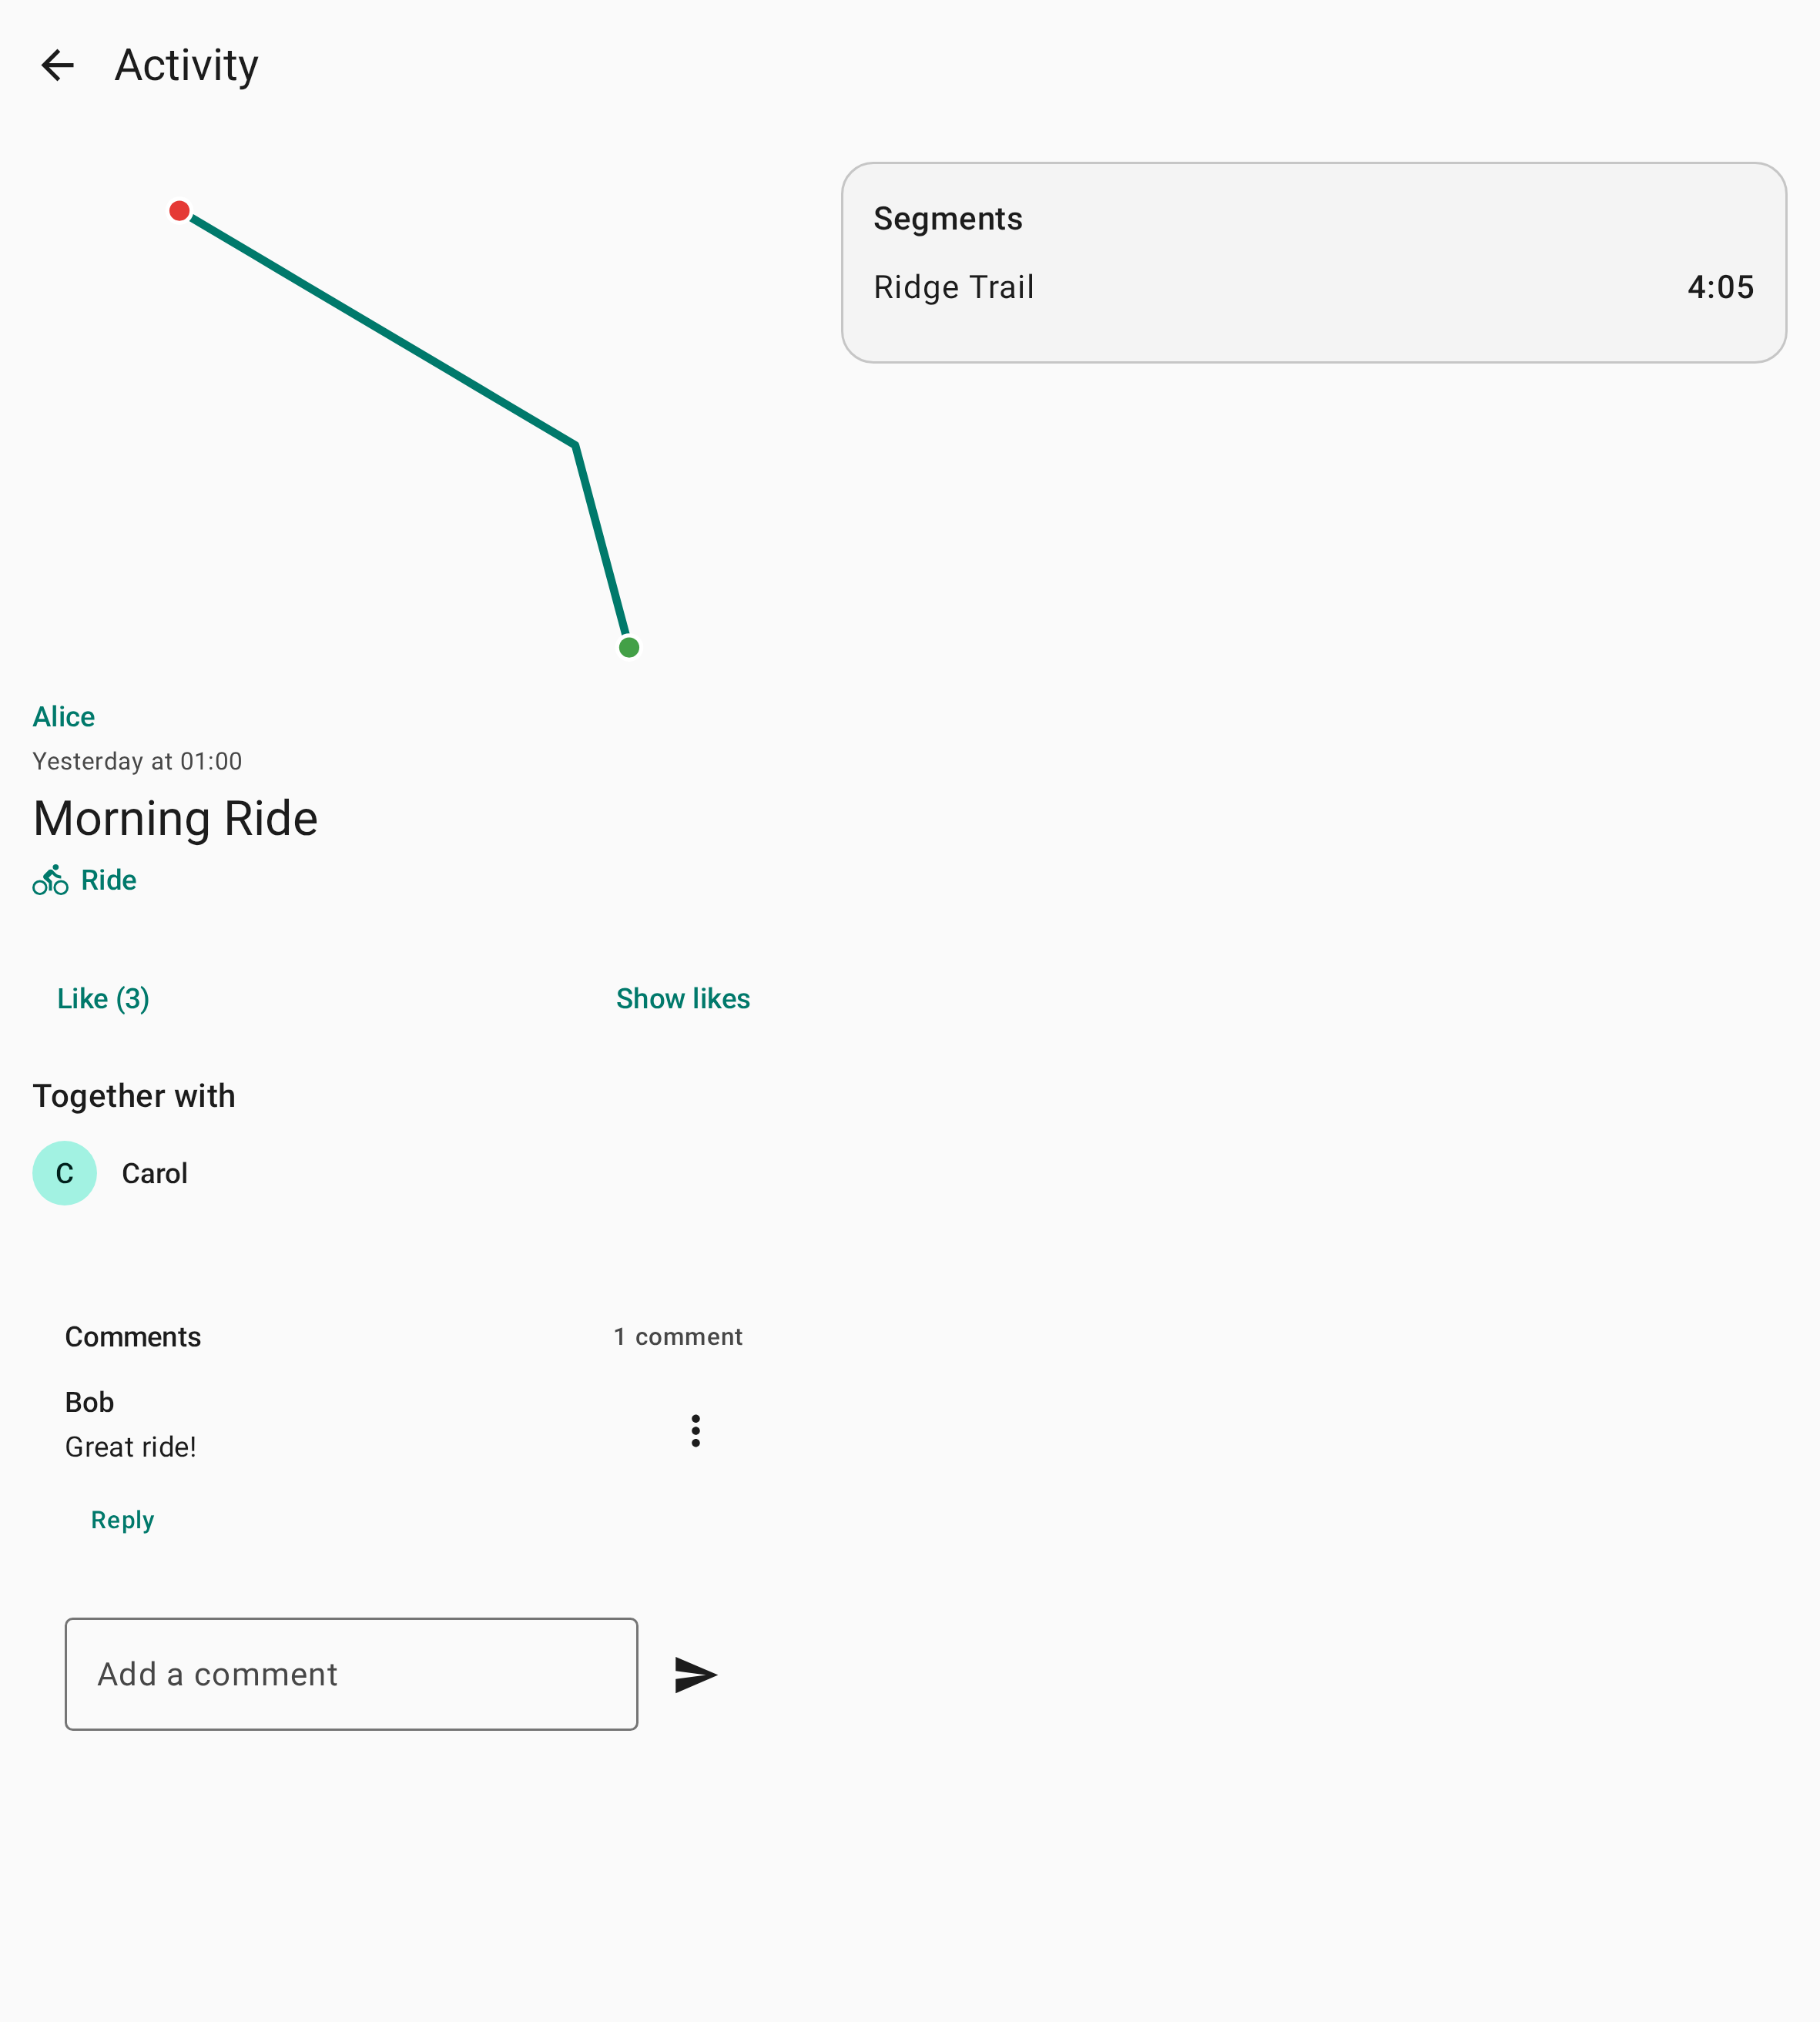 Activity
Segments
Ridge Trail 4:05
Alice
Yesterday at 01:00
Morning Ride
Ride
Like (3) Show likes
Together with
C Carol
Comments 1 comment
Bob
Great ride!
Reply
Add a comment